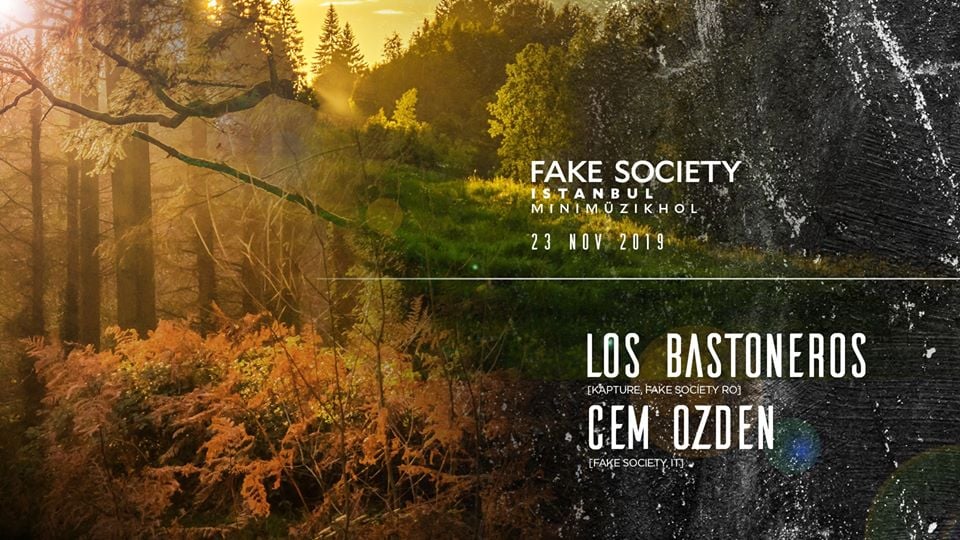 FAKE SOCIETY
ISTANBUL
MINIMÜZIKHOL
23 NOV 2019
LOS BASTONEROS
[KAPTURE, FAKE SOCIETY RO]
CEM OZDEN
[FAKE SOCIETY, IT]